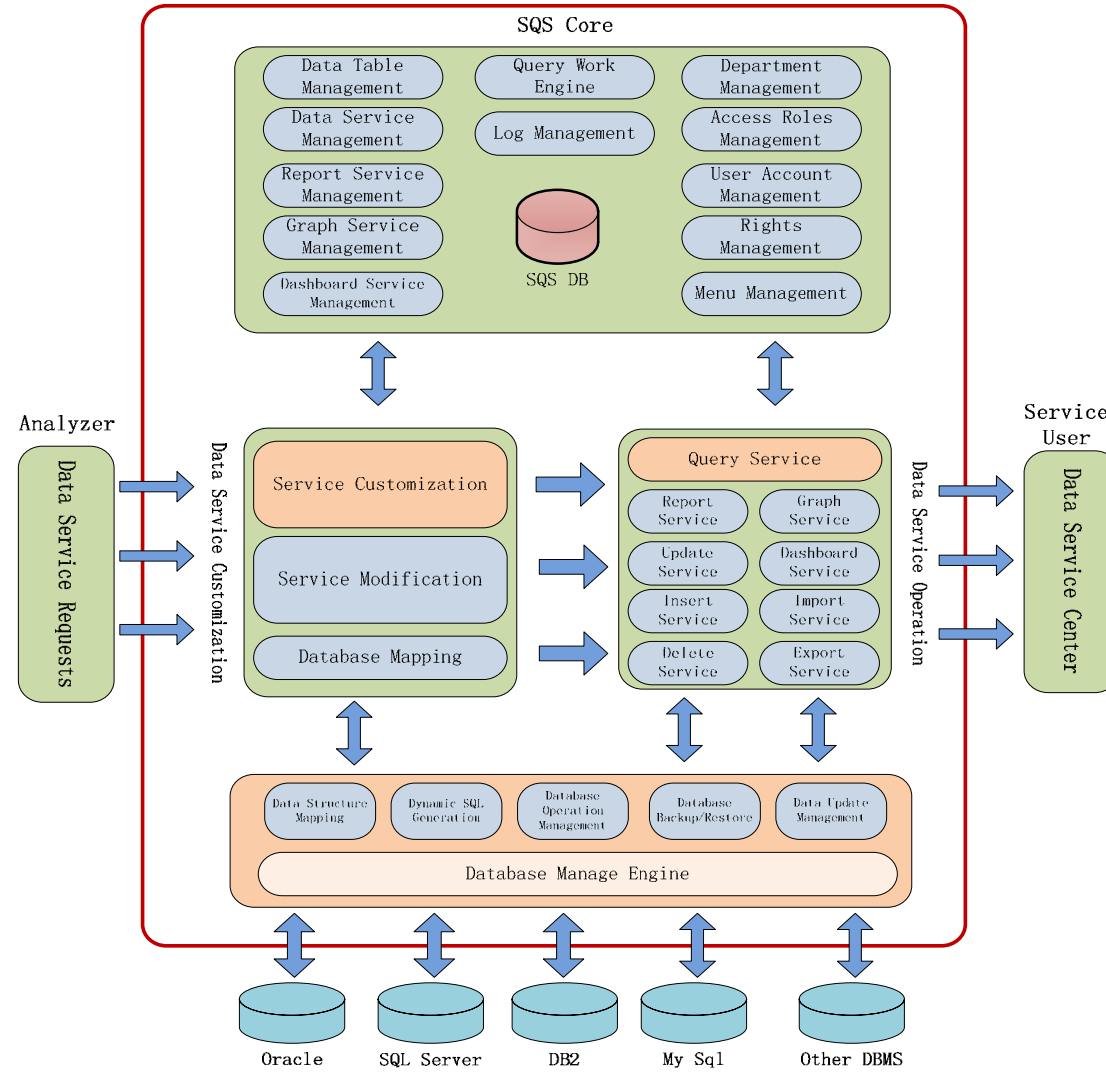 SQS Core
Data Table
Management
Query Work
Engine
Department
Management
Data Service
Management
Log Management
Access Roles
Management
Report Service
Management
User Account
Management
Graph Service
Management
Rights
Management
SQS DB
Dashboard Service
Management
Menu Management
Analyzer
Data Service Requests
Data Service Customization
Service Customization
Service Modification
Database Mapping
Query Service
Report
Service
Graph
Service
Update
Service
Dashboard
Service
Insert
Service
Import
Service
Delete
Service
Export
Service
Data Service Operation
Service
User
Data Service Center
Data Structure
Mapping
Dynamic SQL
Generation
Database
Operation
Management
Database
Backup/Restore
Data Update
Management
Database Manage Engine
Oracle
SQL Server
DB2
My Sql
Other DBMS